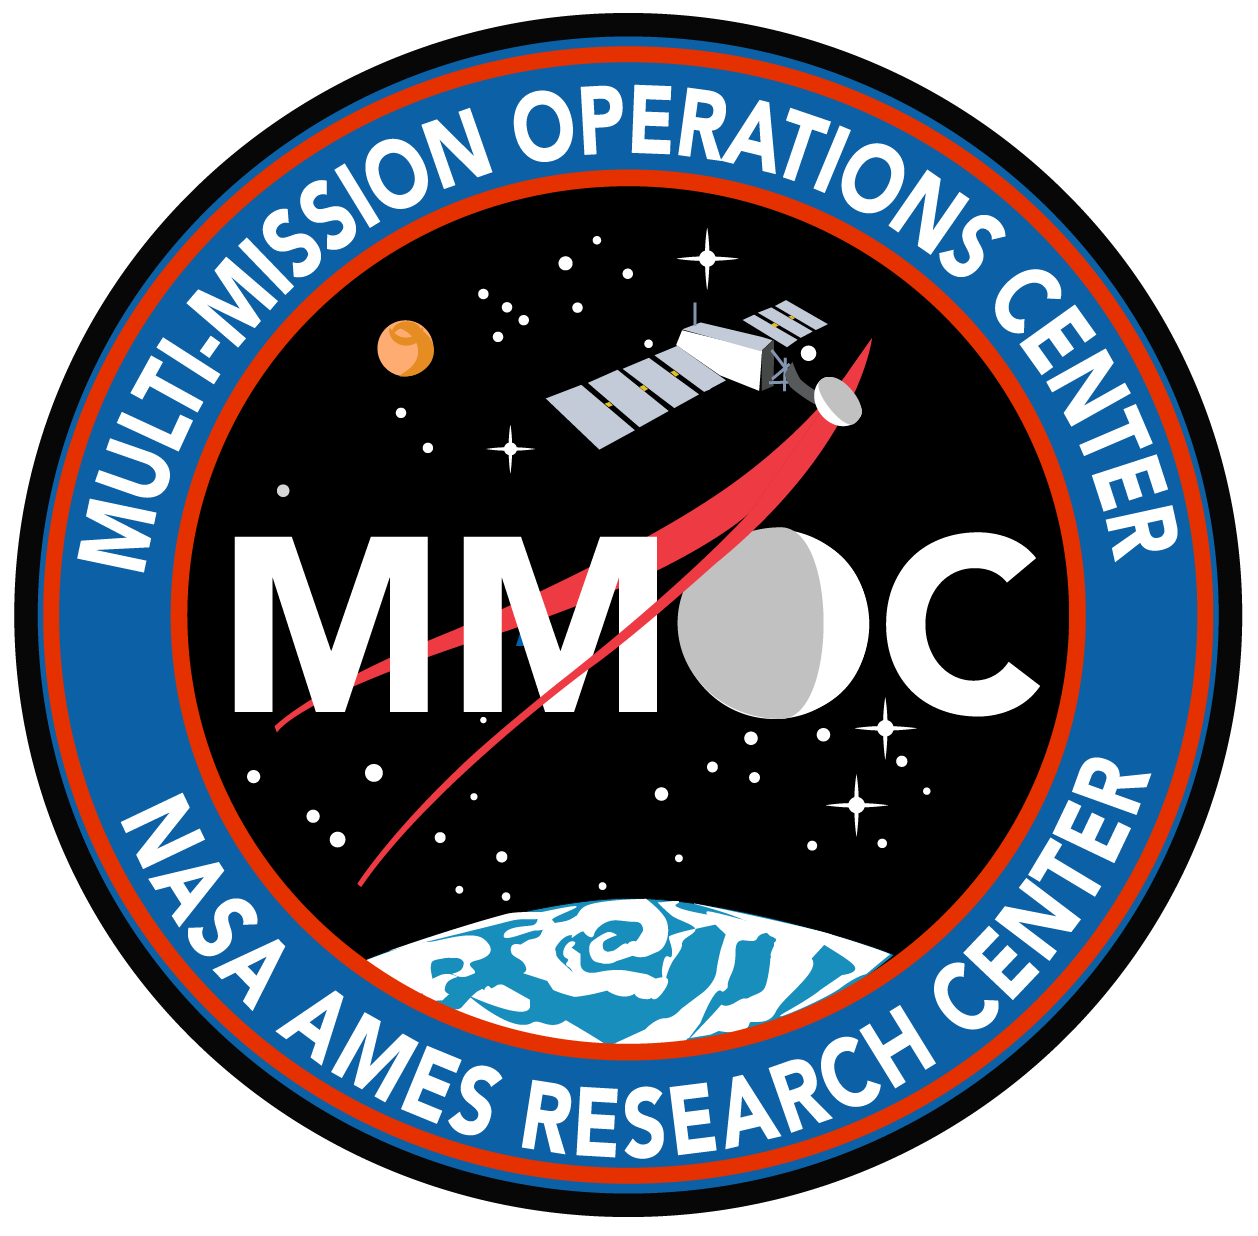 MULTI-MISSION OPERATIONS CENTER
MMOC
NASA AMES RESEARCH CENTER